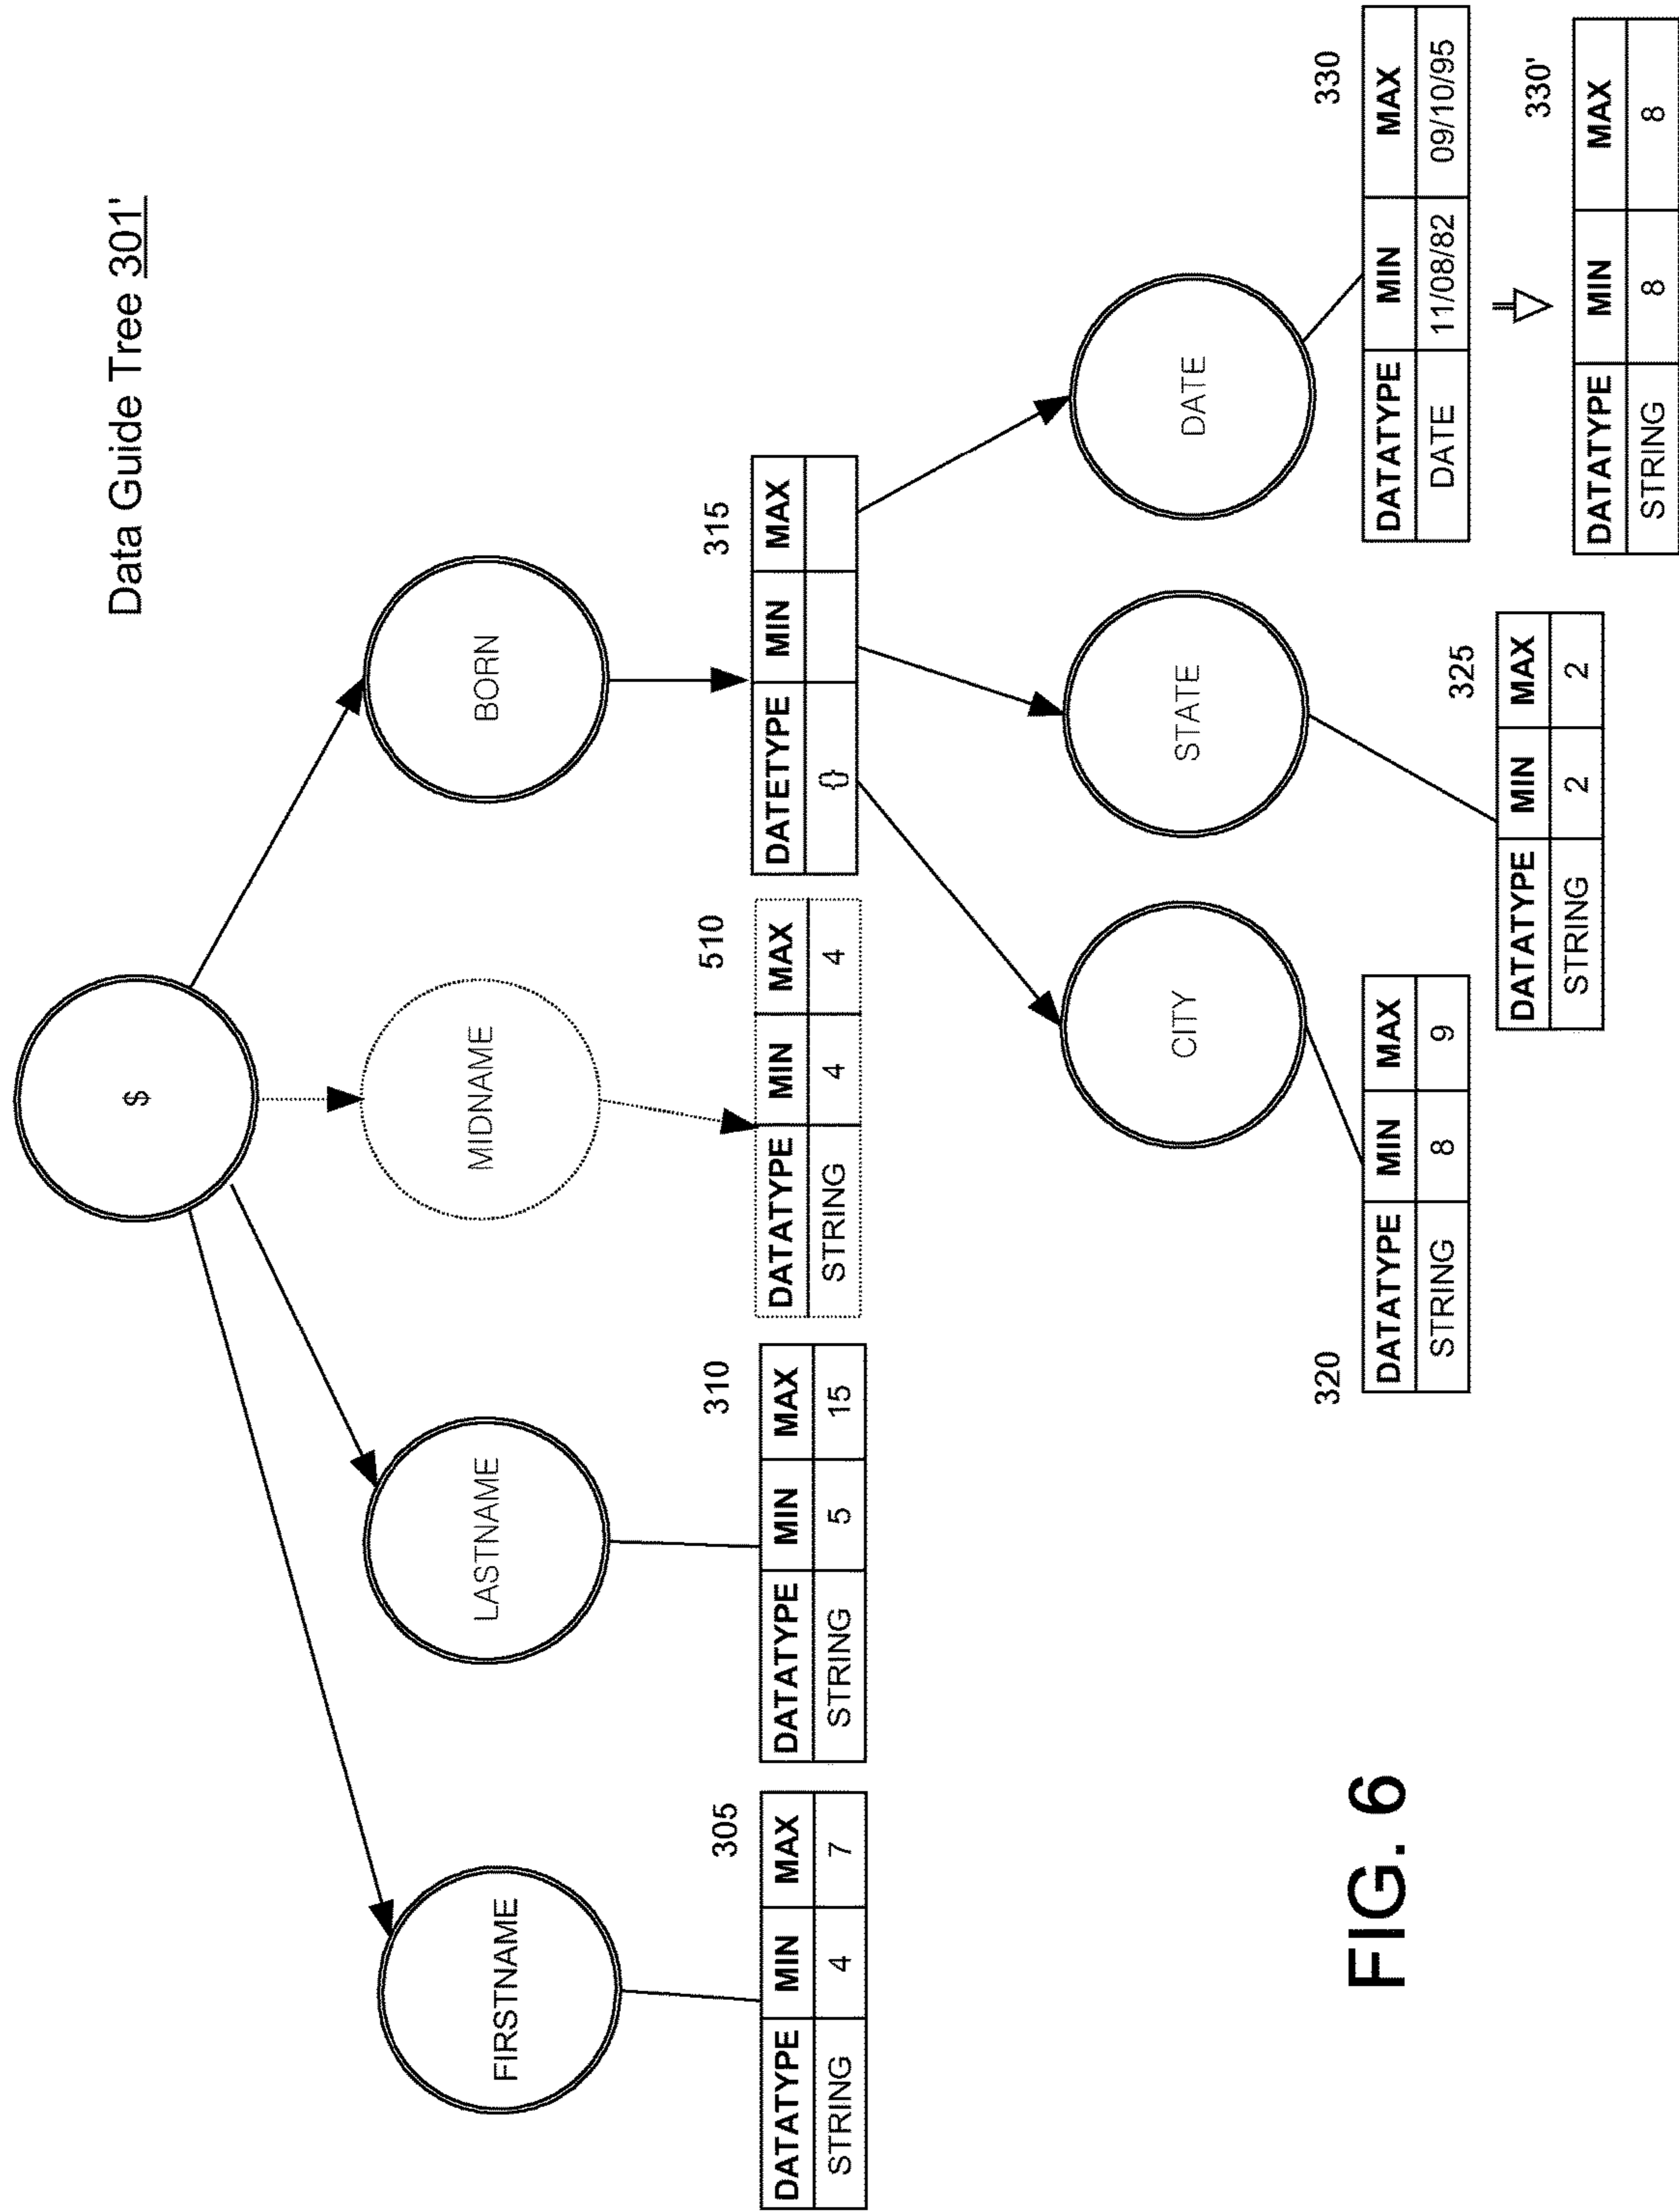 Data Guide Tree 301'
$
FIRSTNAME
LASTNAME
MIDNAME
BORN
305
DATATYPE MIN MAX
STRING 4 7
310
DATATYPE MIN MAX
STRING 5 15
510
DATATYPE MIN MAX
STRING 4 4
315
DATETYPE MIN MAX
{}
CITY
STATE
DATE
320
DATATYPE MIN MAX
STRING 8 9
325
DATATYPE MIN MAX
STRING 2 2
330
DATATYPE MIN MAX
DATE 11/08/82 09/10/95
330'
DATATYPE MIN MAX
STRING 8 8
FIG. 6